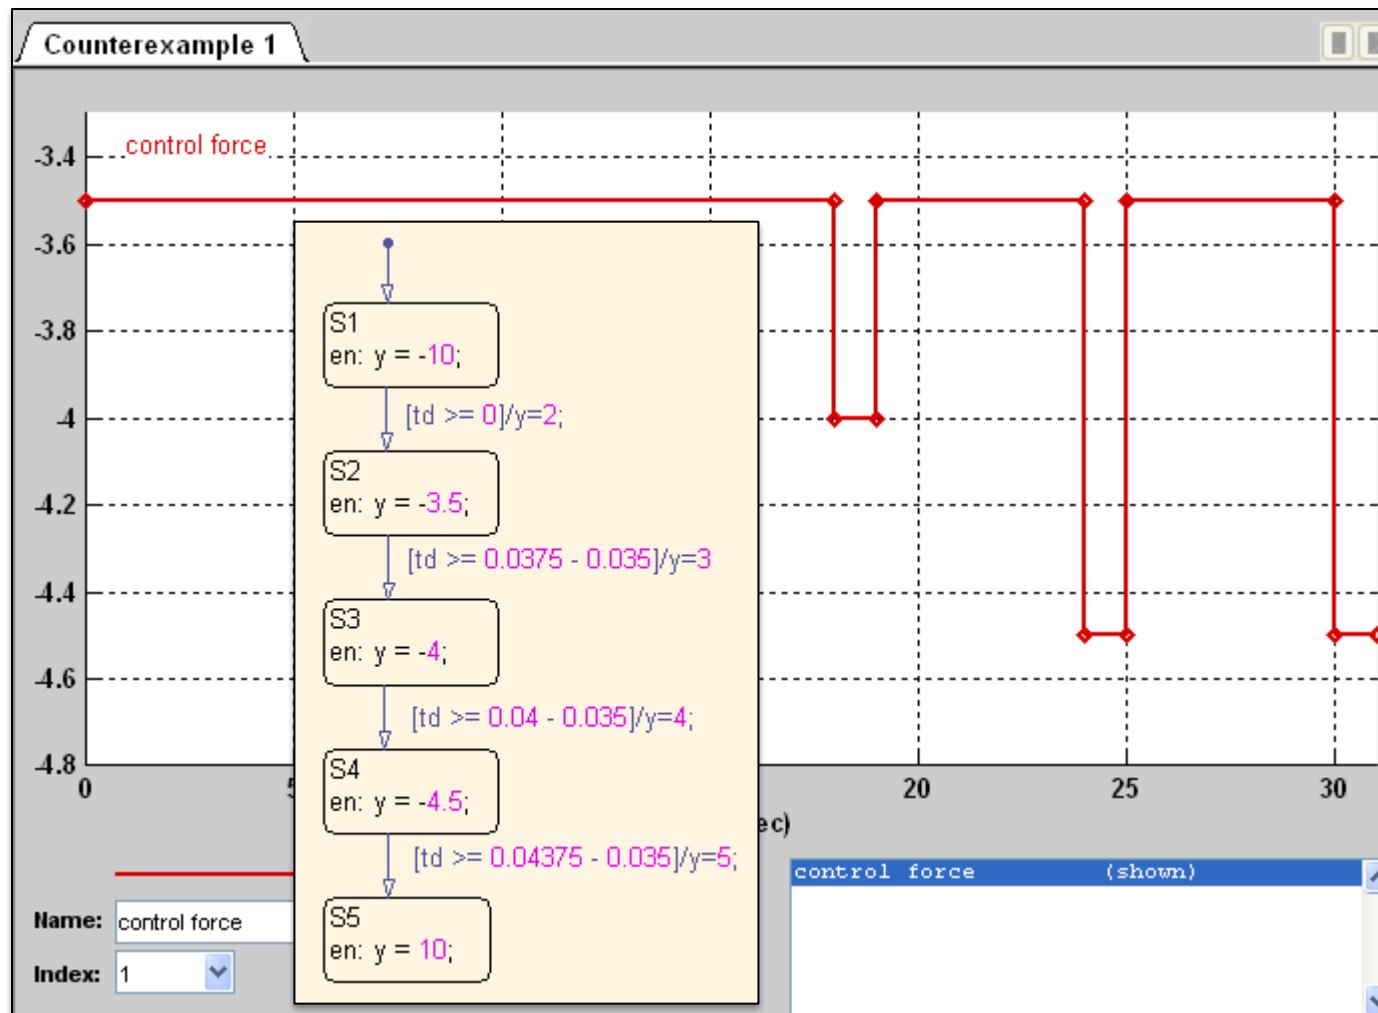 Counterexample 1
control force
-3.4
-3.6
-3.8
-4
-4.2
-4.4
-4.6
-4.8
0
20
25
30
ec)
S1
en: y = -10;
[td >= 0]/y=2;
S2
en: y = -3.5;
[td >= 0.0375 - 0.035]/y=3
S3
en: y = -4;
[td >= 0.04 - 0.035]/y=4;
S4
en: y = -4.5;
[td >= 0.04375 - 0.035]/y=5;
S5
en: y = 10;
control force (shown)
Name: control force
Index: 1